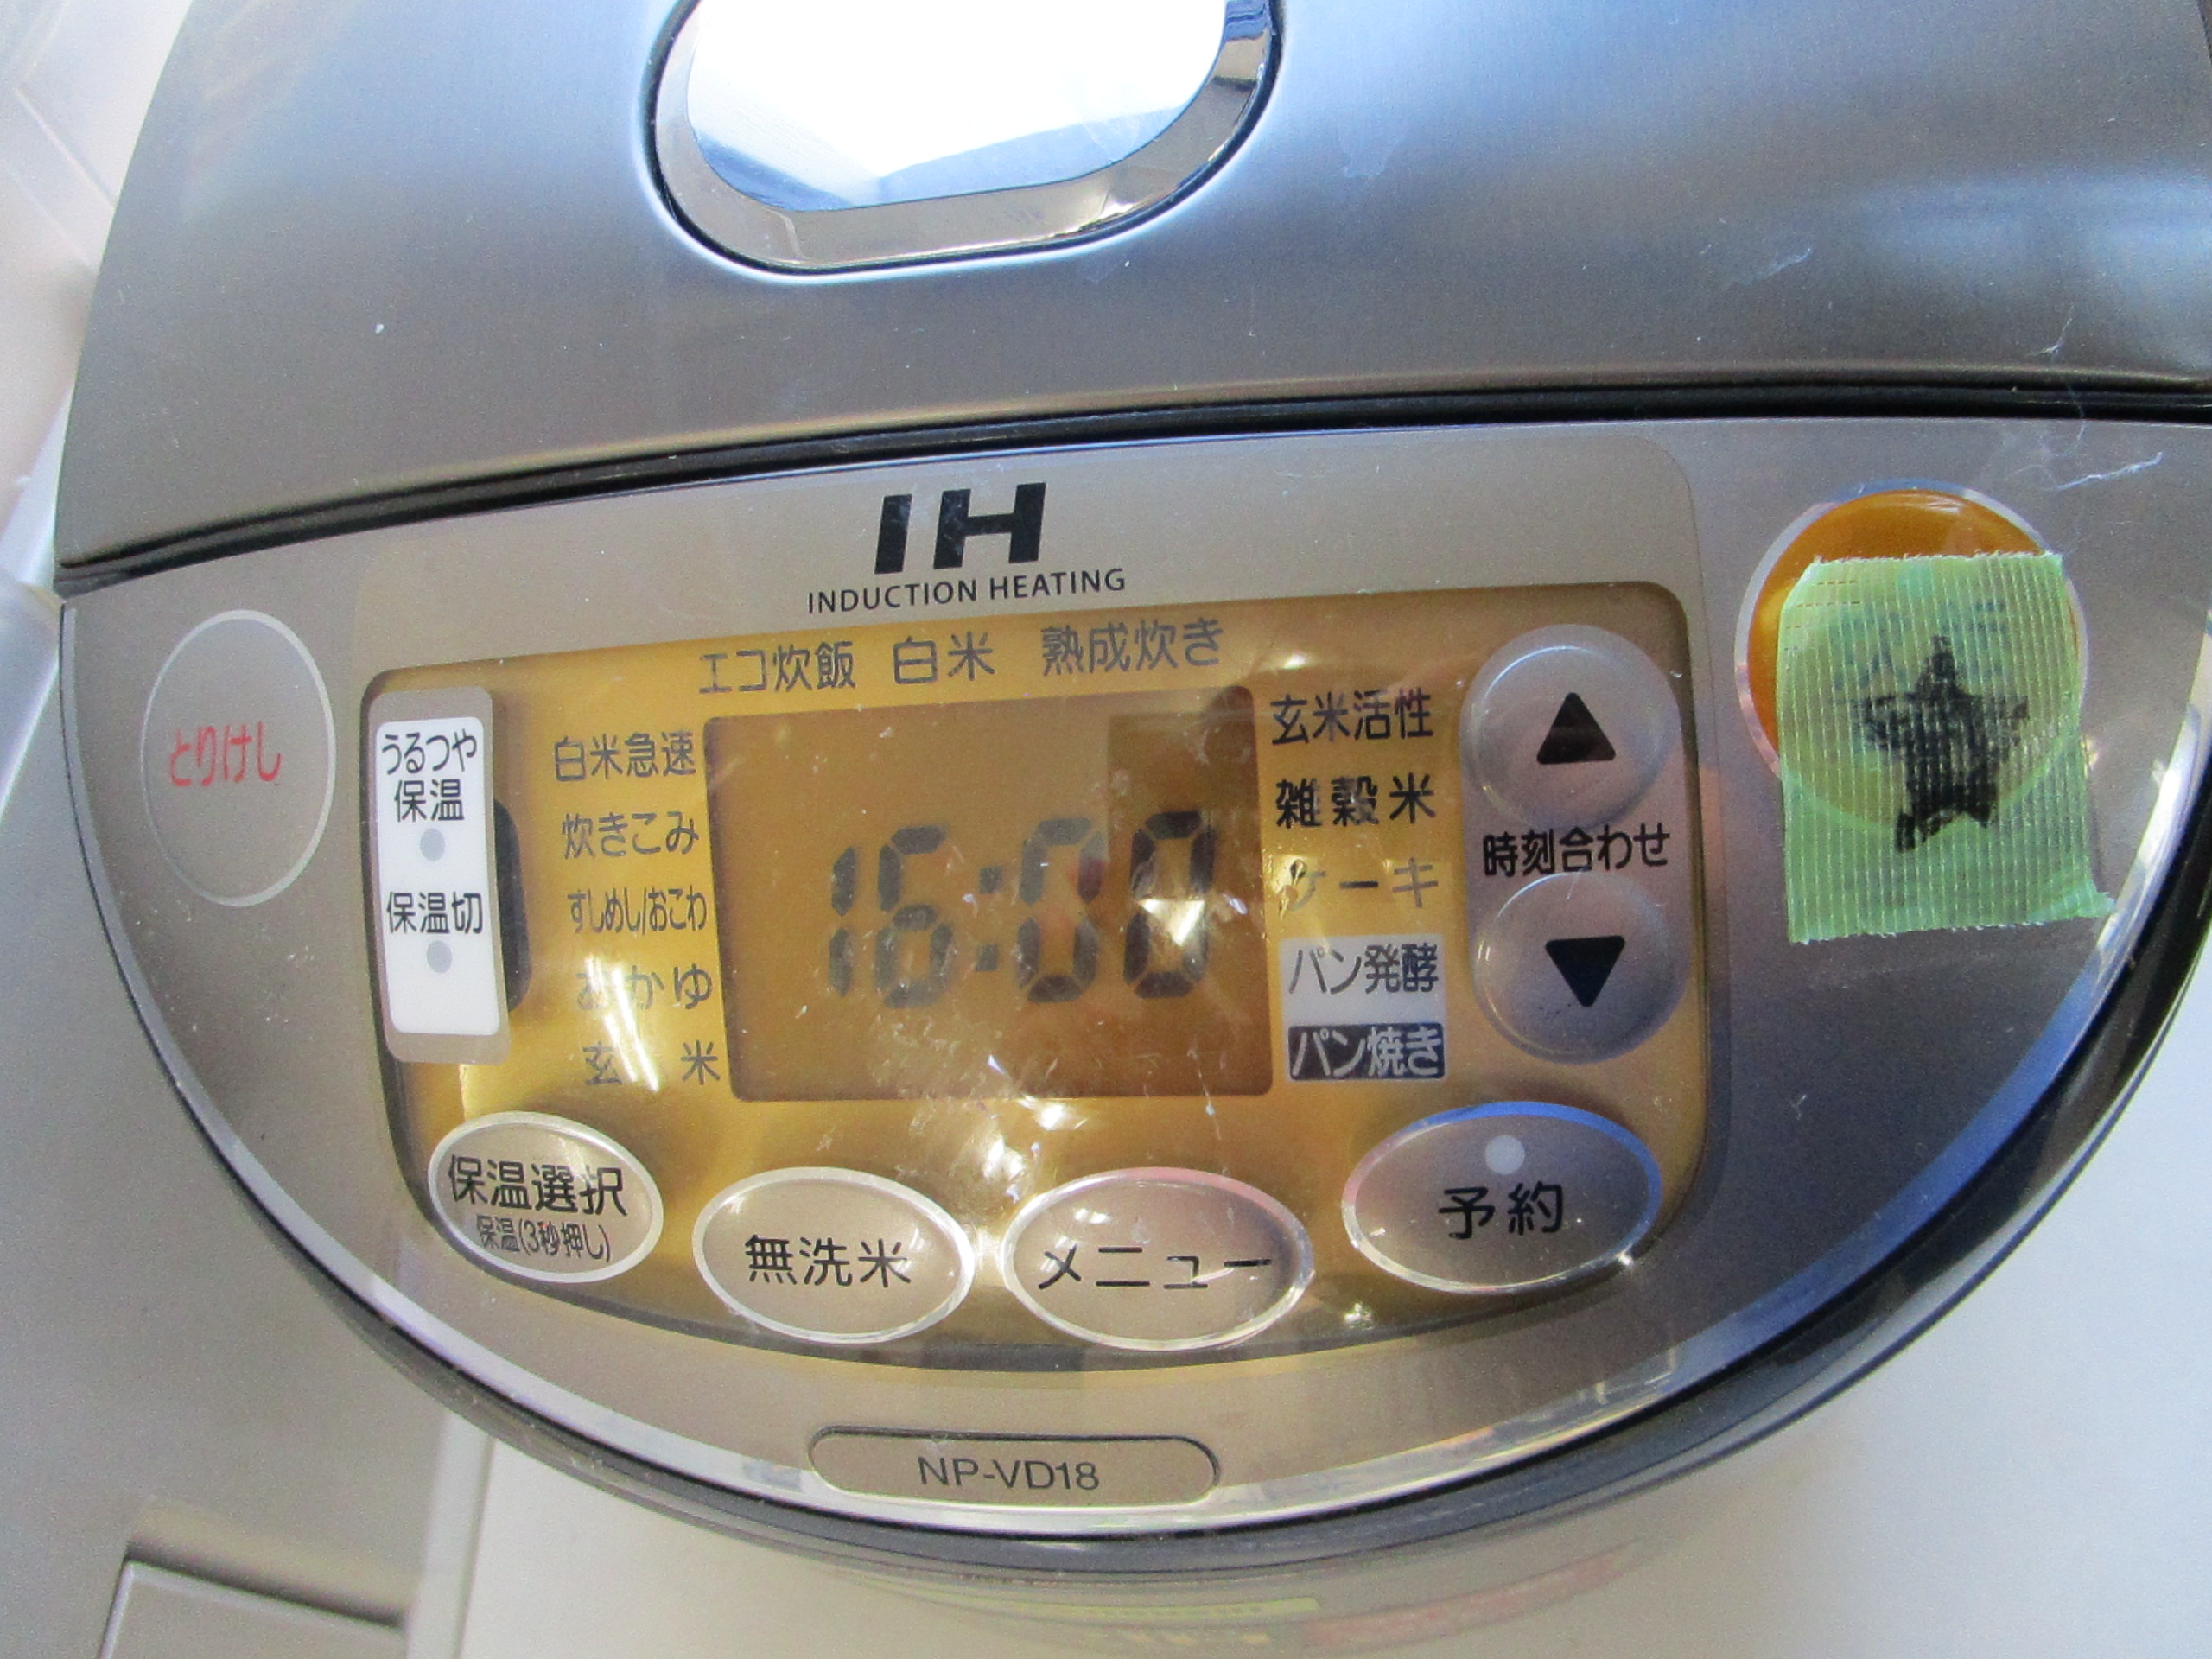 IH
INDUCTION HEATING
エコ炊飯 白米 熟成炊き
とりけし
うるつや
保温
保温切
白米急速
炊きこみ
すしめし/おこわ
おかゆ
玄米
16:00
玄米活性
雑穀米
ケーキ
パン発酵
パン焼き
時刻合わせ
保温選択
保温(3秒押し)
無洗米
メニュー
予約
NP-VD18